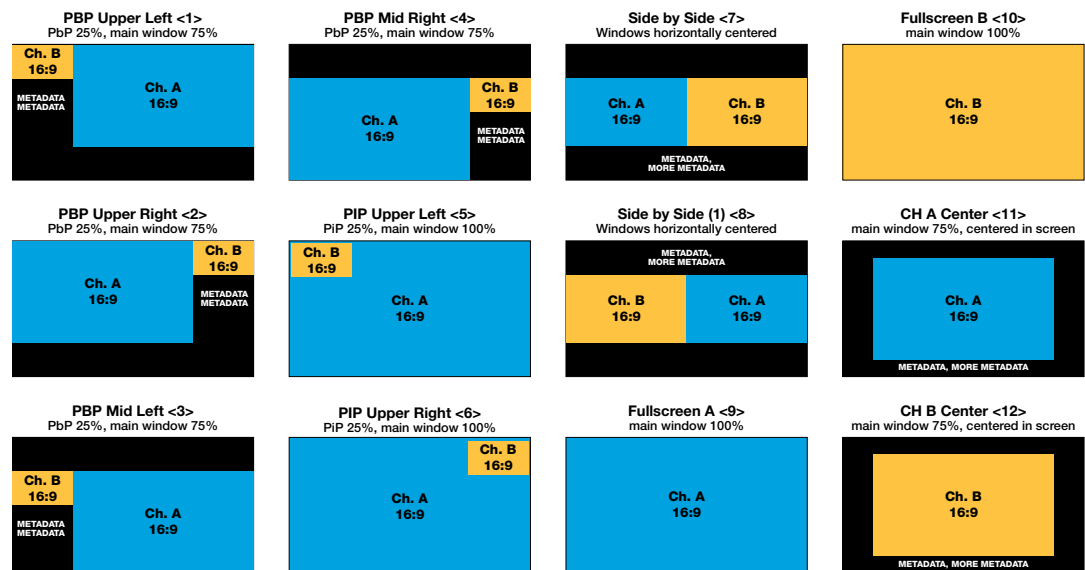 PBP Upper Left <1>
PbP 25%, main window 75%
Ch. B
16:9
METADATA
METADATA
Ch. A
16:9
PBP Mid Right <4>
PbP 25%, main window 75%
Ch. A
16:9
Ch. B
16:9
METADATA
METADATA
Side by Side <7>
Windows horizontally centered
Ch. A
16:9
Ch. B
16:9
METADATA,
MORE METADATA
Fullscreen B <10>
main window 100%
Ch. B
16:9
PBP Upper Right <2>
PbP 25%, main window 75%
Ch. A
16:9
Ch. B
16:9
METADATA
METADATA
PIP Upper Left <5>
PiP 25%, main window 100%
Ch. B
16:9
Ch. A
16:9
Side by Side (1) <8>
Windows horizontally centered
METADATA,
MORE METADATA
Ch. B
16:9
Ch. A
16:9
CH A Center <11>
main window 75%, centered in screen
Ch. A
16:9
METADATA, MORE METADATA
PBP Mid Left <3>
PbP 25%, main window 75%
Ch. B
16:9
METADATA
METADATA
Ch. A
16:9
PIP Upper Right <6>
PiP 25%, main window 100%
Ch. B
16:9
Ch. A
16:9
Fullscreen A <9>
main window 100%
Ch. A
16:9
CH B Center <12>
main window 75%, centered in screen
Ch. B
16:9
METADATA, MORE METADATA